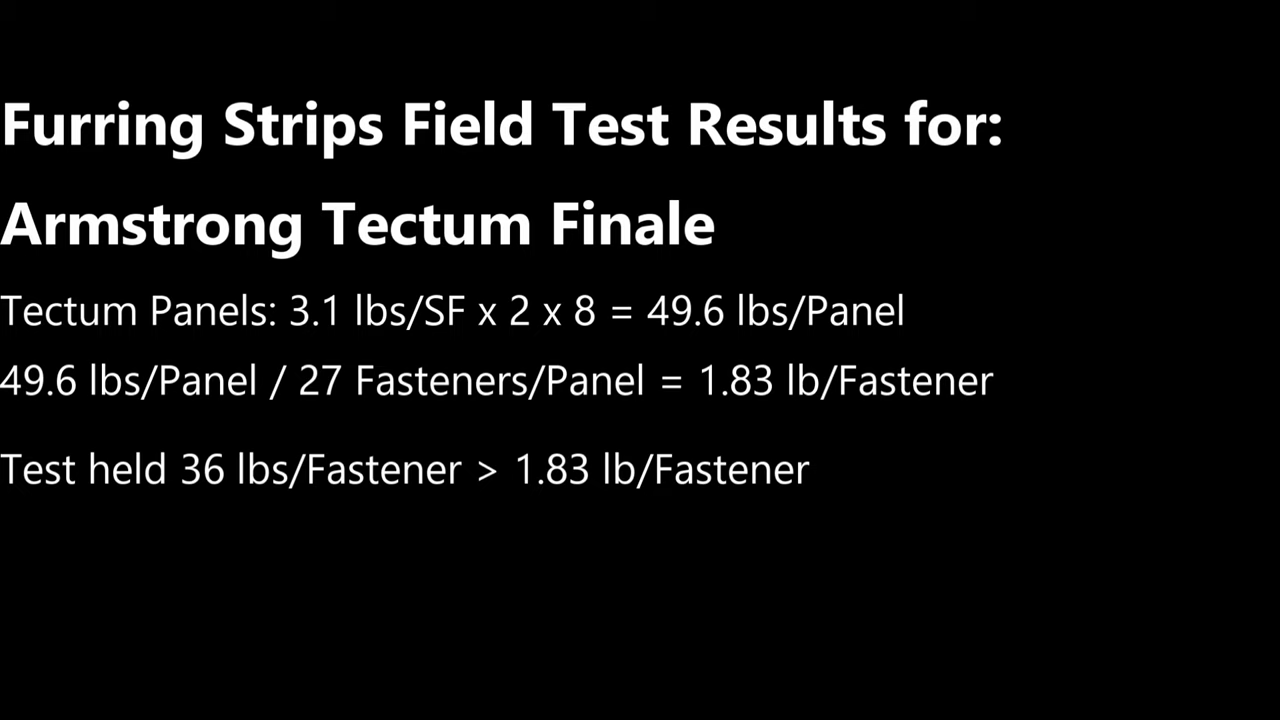 Furring Strips Field Test Results for:
Armstrong Tectum Finale
Tectum Panels: 3.1 lbs/SF x 2 x 8 = 49.6 lbs/Panel
49.6 lbs/Panel / 27 Fasteners/Panel = 1.83 lb/Fastener
Test held 36 lbs/Fastener > 1.83 lb/Fastener